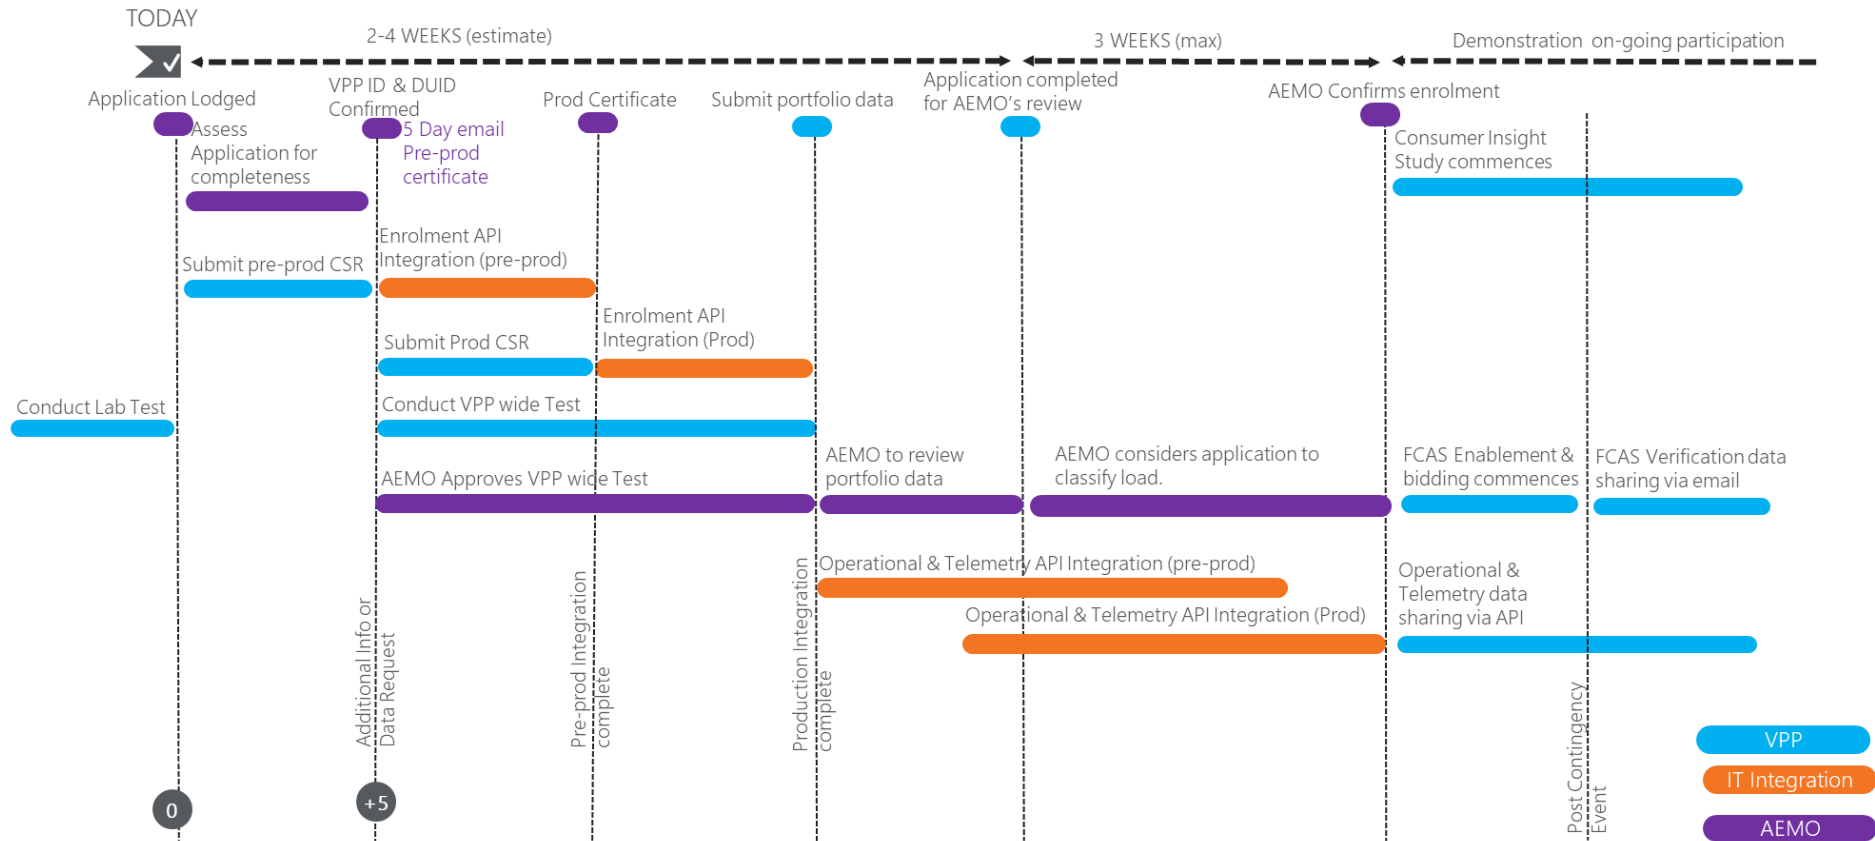 TODAY
2-4 WEEKS (estimate)
3 WEEKS (max)
Demonstration on-going participation
Application Lodged
VPP ID & DUID
Confirmed
Prod Certificate
Submit portfolio data
Application completed
for AEMO's review
AEMO Confirms enrolment
Assess
Application for
completeness
5 Day email
Pre-prod
certificate
Consumer Insight
Study commences
Submit pre-prod CSR
Enrolment API
Integration (pre-prod)
Submit Prod CSR
Enrolment API
Integration (Prod)
Conduct Lab Test
Conduct VPP wide Test
AEMO Approves VPP wide Test
AEMO to review
portfolio data
AEMO considers application to
classify load.
FCAS Enablement &
bidding commences
FCAS Verification data
sharing via email
Operational & Telemetry API Integration (pre-prod)
Operational & Telemetry API Integration (Prod)
Operational &
Telemetry data
sharing via API
Additional Info or
Data Request
Pre-prod Integration
complete
Production Integration
complete
Post Contingency
Event
0
+5
VPP
IT Integration
AEMO